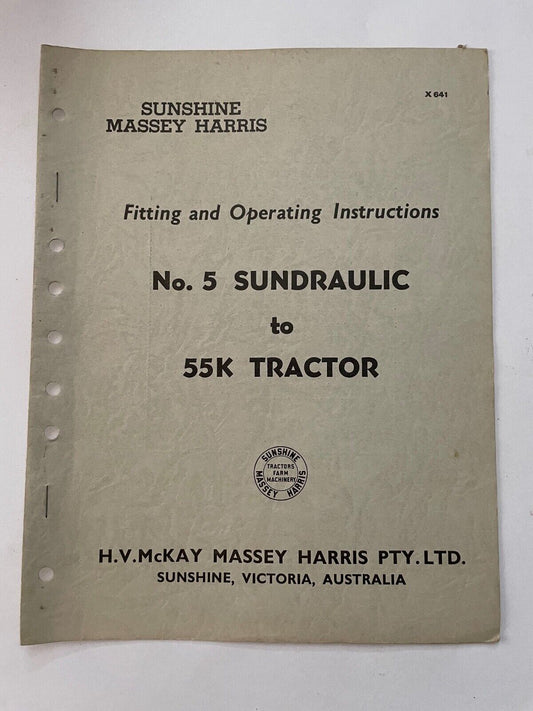 X 641
SUNSHINE
MASSEY HARRIS
Fitting and Operating Instructions
No. 5 SUNDRAULIC
to
55K TRACTOR
SUNSHINE
TRACTORS
FARM
MACHINERY
MASSEY HARRIS
H.V.McKAY MASSEY HARRIS PTY.LTD.
SUNSHINE, VICTORIA, AUSTRALIA